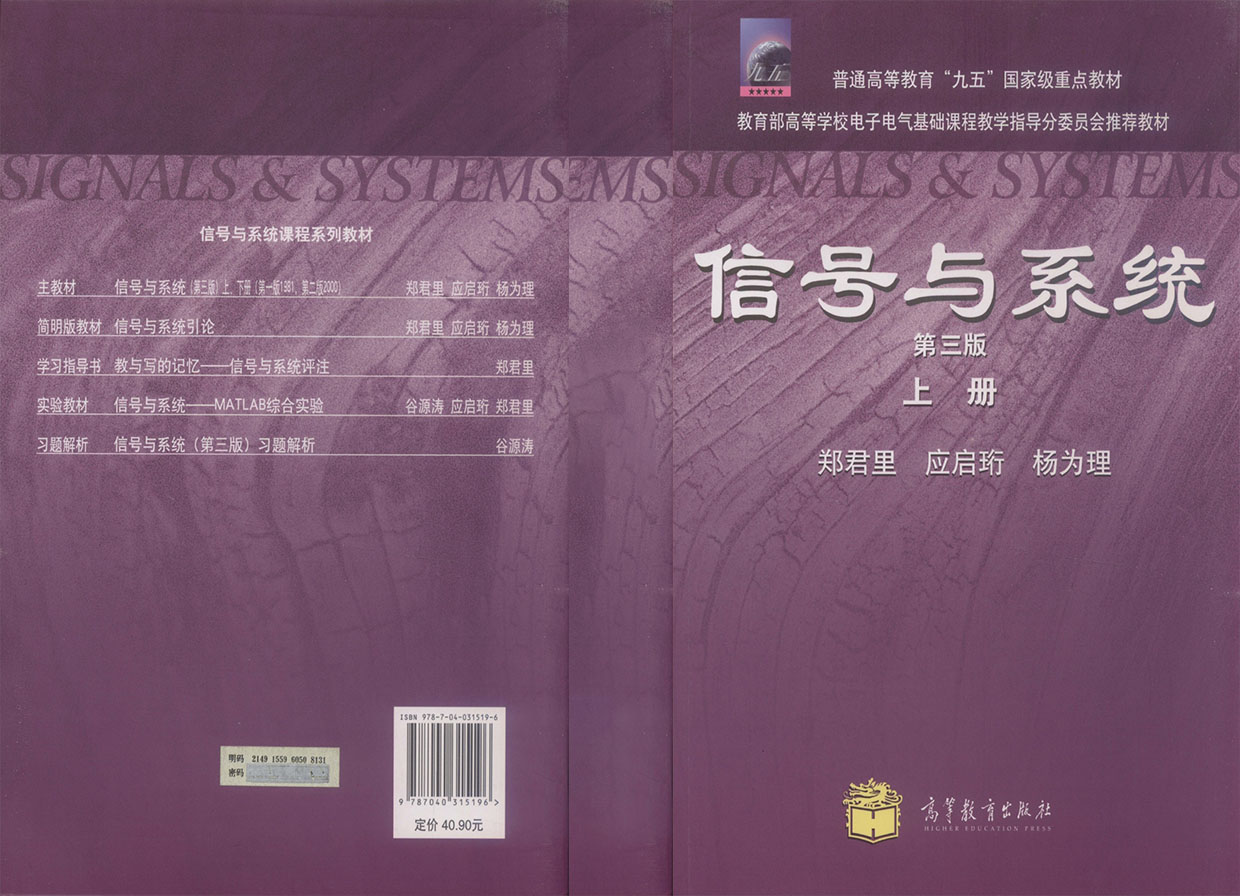 SIGNALS & SYSTEMS
信号与系统课程系列教材
主教材 信号与系统(第三版)上、下册(第一版1981,第二版2000) 郑君里 应启珩 杨为理
简明版教材 信号与系统引论 郑君里 应启珩 杨为理
学习指导书 教与写的记忆——信号与系统评注 郑君里
实验教材 信号与系统——MATLAB综合实验 谷源涛 应启珩 郑君里
习题解析 信号与系统(第三版)习题解析 谷源涛
明码 2149 1559 6050 8131
密码
ISBN 978-7-04-031519-6
9 787040 315196 >
定价 40.90元
EMS
九五
★★★★★
普通高等教育“九五”国家级重点教材
教育部高等学校电子电气基础课程教学指导分委员会推荐教材
SIGNALS & SYSTEMS
信号与系统
第三版
上 册
郑君里 应启珩 杨为理
高等教育出版社
HIGHER EDUCATION PRESS